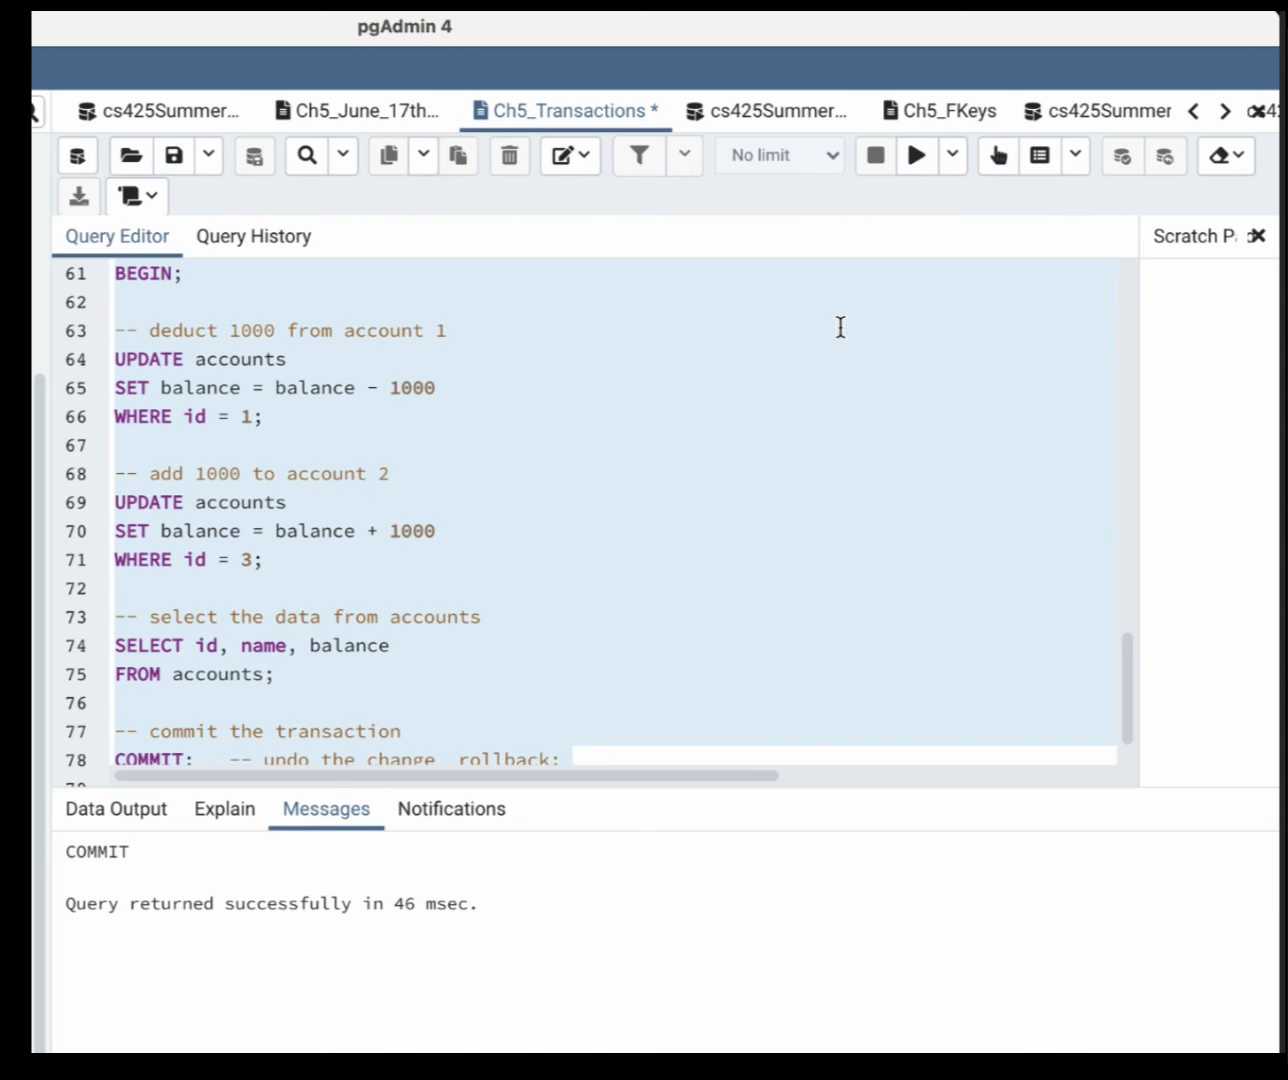 pgAdmin 4
cs425Summer... Ch5_June_17th... Ch5_Transactions * cs425Summer... Ch5_FKeys cs425Summer
No limit
Query Editor Query History Scratch P
61 BEGIN;
62
63 -- deduct 1000 from account 1
64 UPDATE accounts
65 SET balance = balance - 1000
66 WHERE id = 1;
67
68 -- add 1000 to account 2
69 UPDATE accounts
70 SET balance = balance + 1000
71 WHERE id = 3;
72
73 -- select the data from accounts
74 SELECT id, name, balance
75 FROM accounts;
76
77 -- commit the transaction
78 COMMIT; -- undo the change rollback;
Data Output Explain Messages Notifications
COMMIT
Query returned successfully in 46 msec.